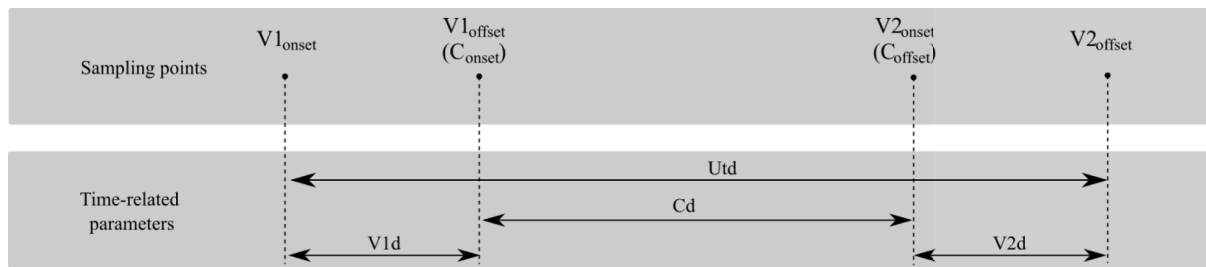 V1onset
V1offset
(Conset)
V2onset
(Coffset)
V2offset
Sampling points
Utd
Time-related
parameters
Cd
V1d
V2d